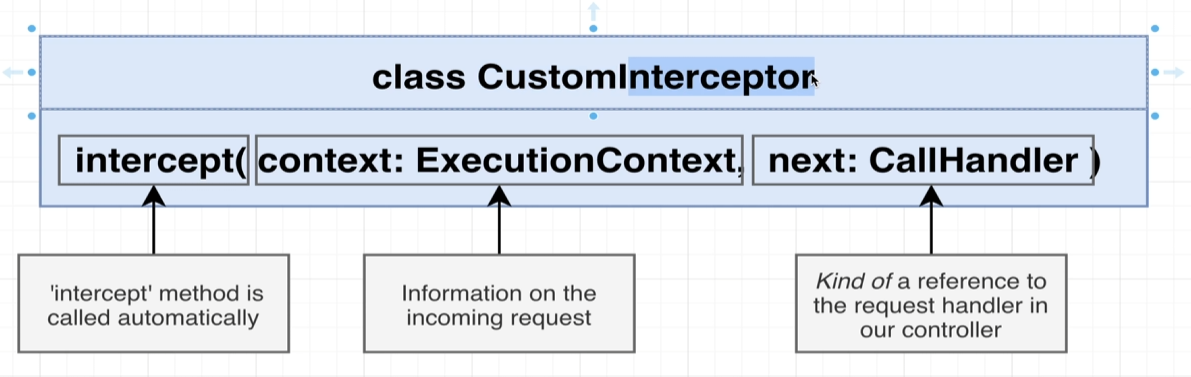 class CustomInterceptor
intercept( context: ExecutionContext, next: CallHandler )
'intercept' method is
called automatically
Information on the
incoming request
Kind of a reference to
the request handler in
our controller